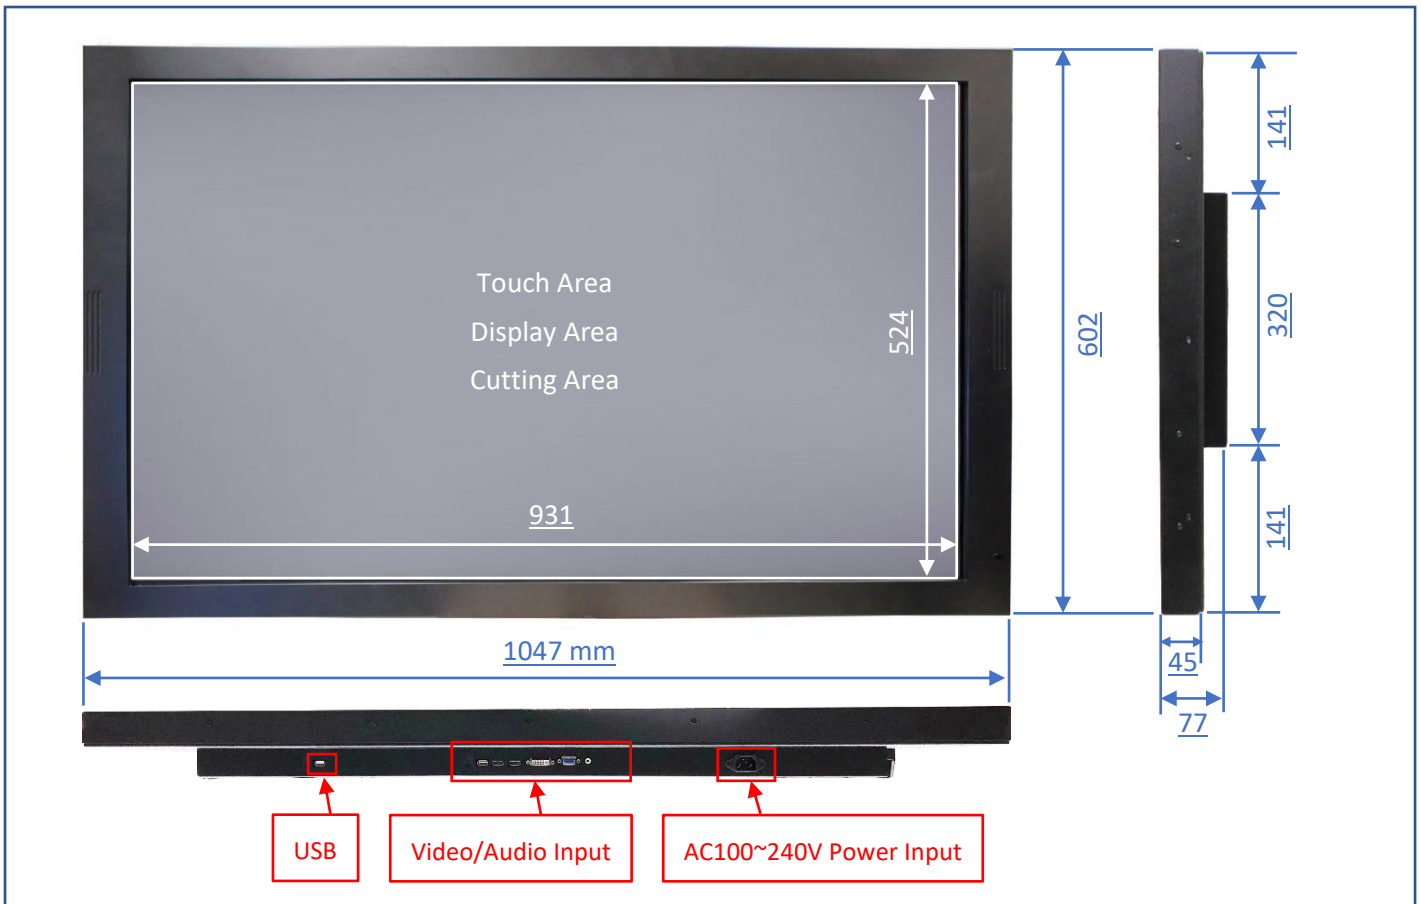 141
Touch Area
Display Area
Cutting Area
524
602
320
931
141
1047 mm
45
77
USB
Video/Audio Input
AC100~240V Power Input